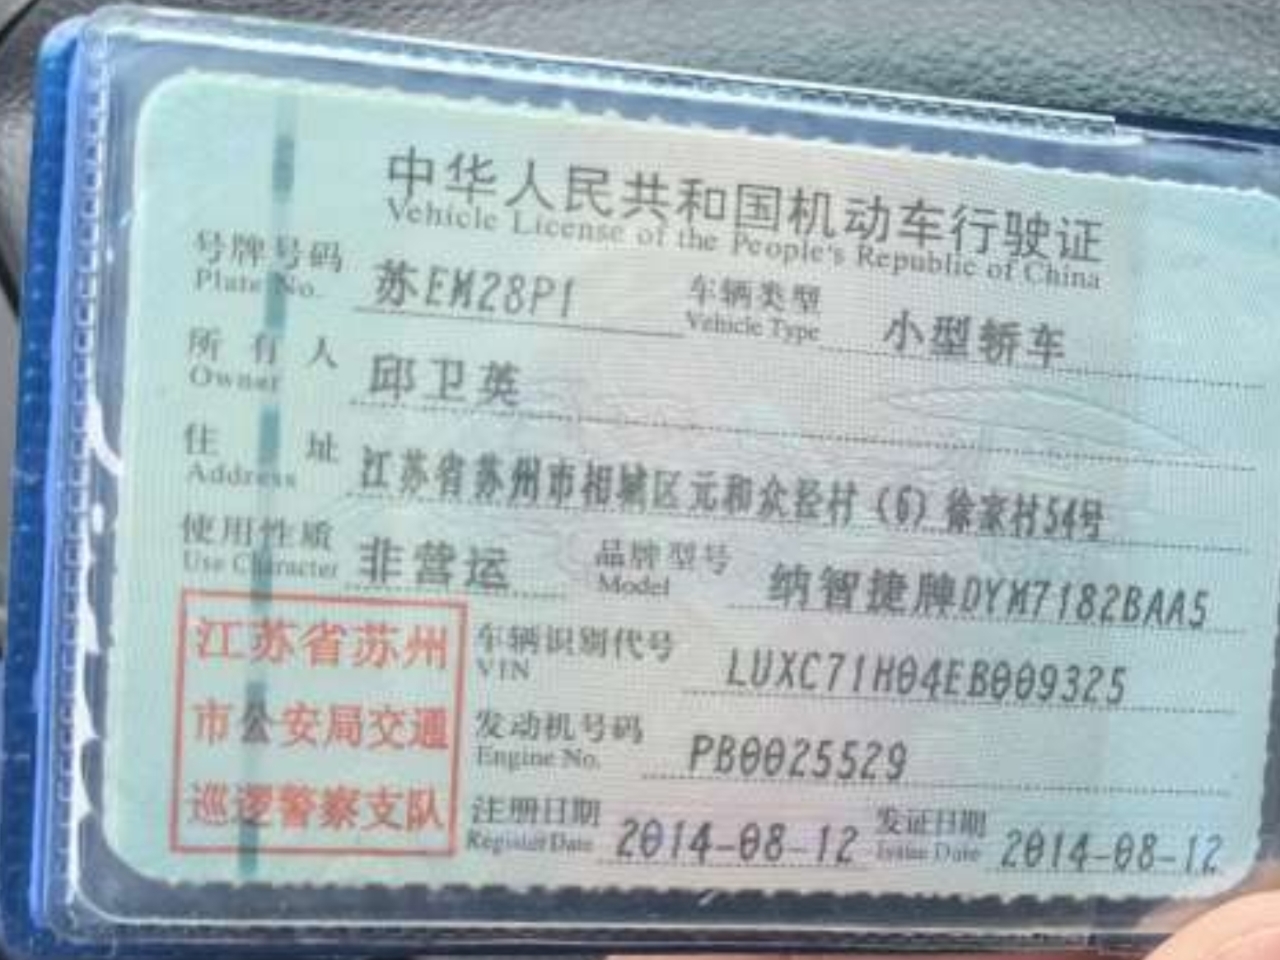 中华人民共和国机动车行驶证
Vehicle License of the People's Republic of China
号牌号码 苏EM28P1 车辆类型 小型轿车
Plate No. Vehicle Type
所有人 邱卫英
Owner
住址 江苏省苏州市相城区元和众泾村(6)徐家村54号
Address
使用性质 非营运 品牌型号 纳智捷牌DYM7182BAA5
Use Character Model
江苏省苏州
市公安局交通
巡逻警察支队
车辆识别代号 LUXC71H04EB009325
VIN
发动机号码 PB0025529
Engine No.
注册日期 2014-08-12 发证日期 2014-08-12
Register Date Issue Date